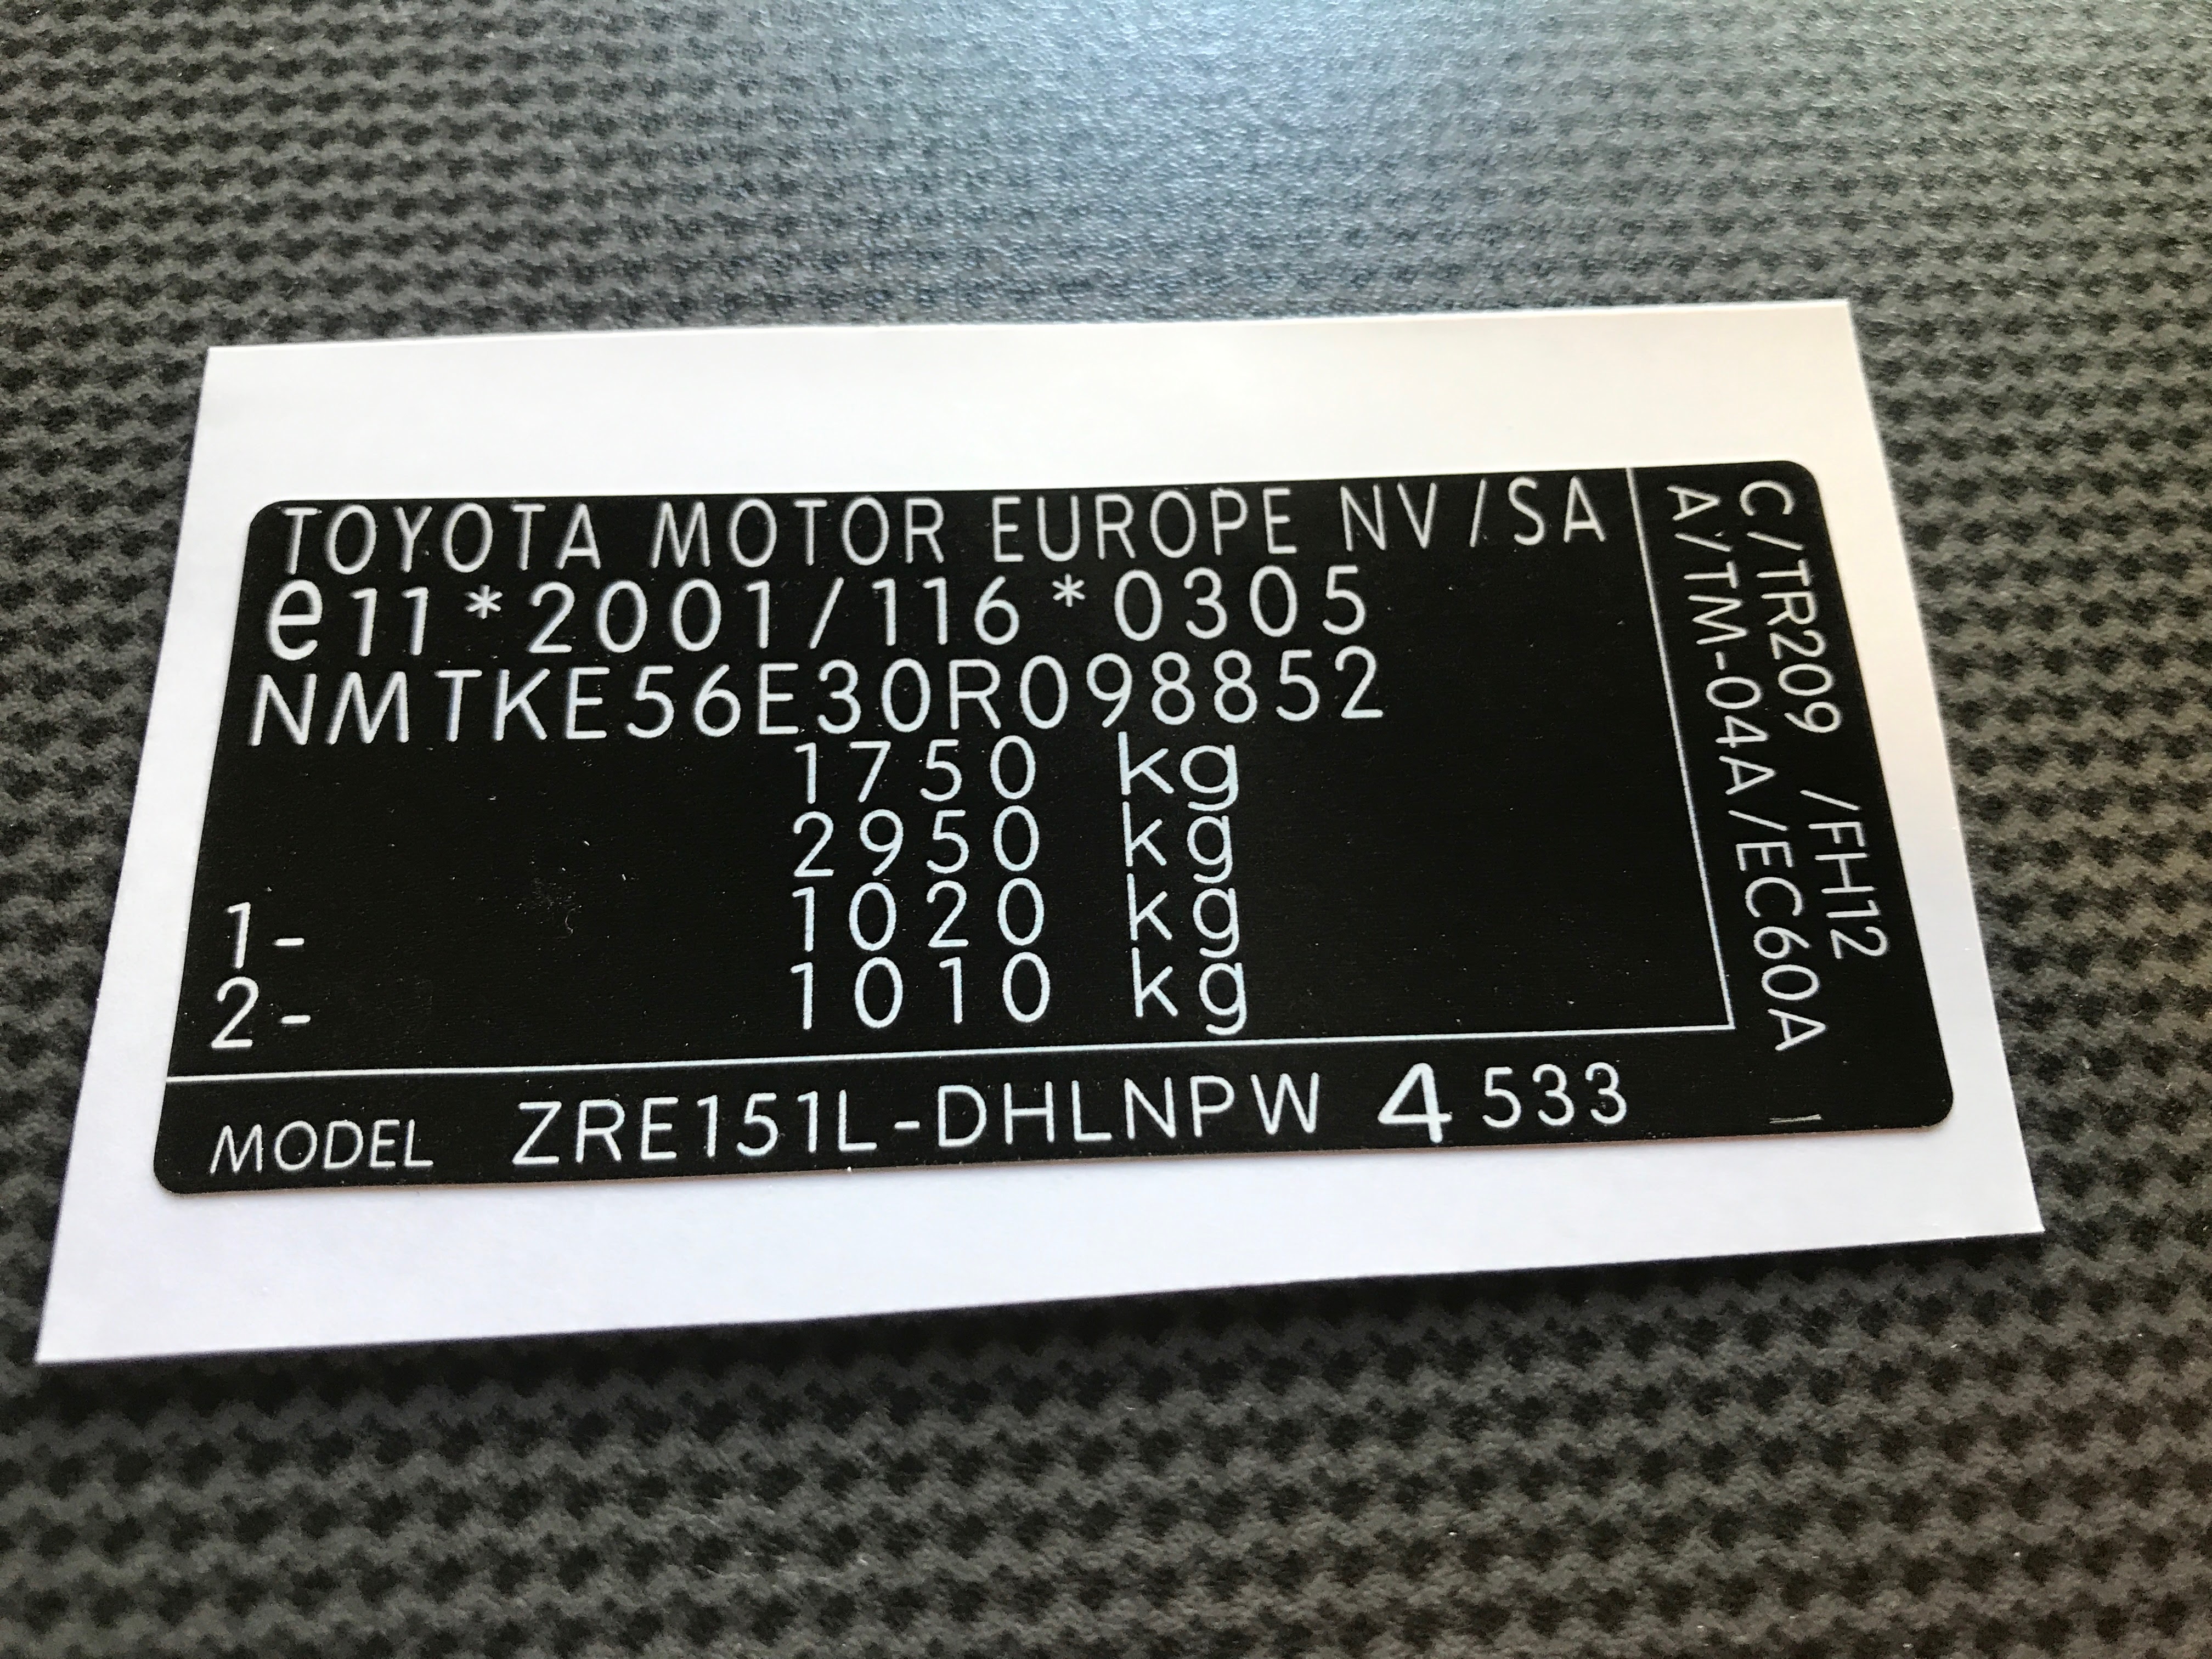 TOYOTA MOTOR EUROPE NV/SA
e11*2001/116*0305
NMTKE56E30R098852
1750 kg
2950 kg
1- 1020 kg
2- 1010 kg
MODEL ZRE151L-DHLNPW 4 533
C/TR209 /FH12
A/TM-04A/EC60A